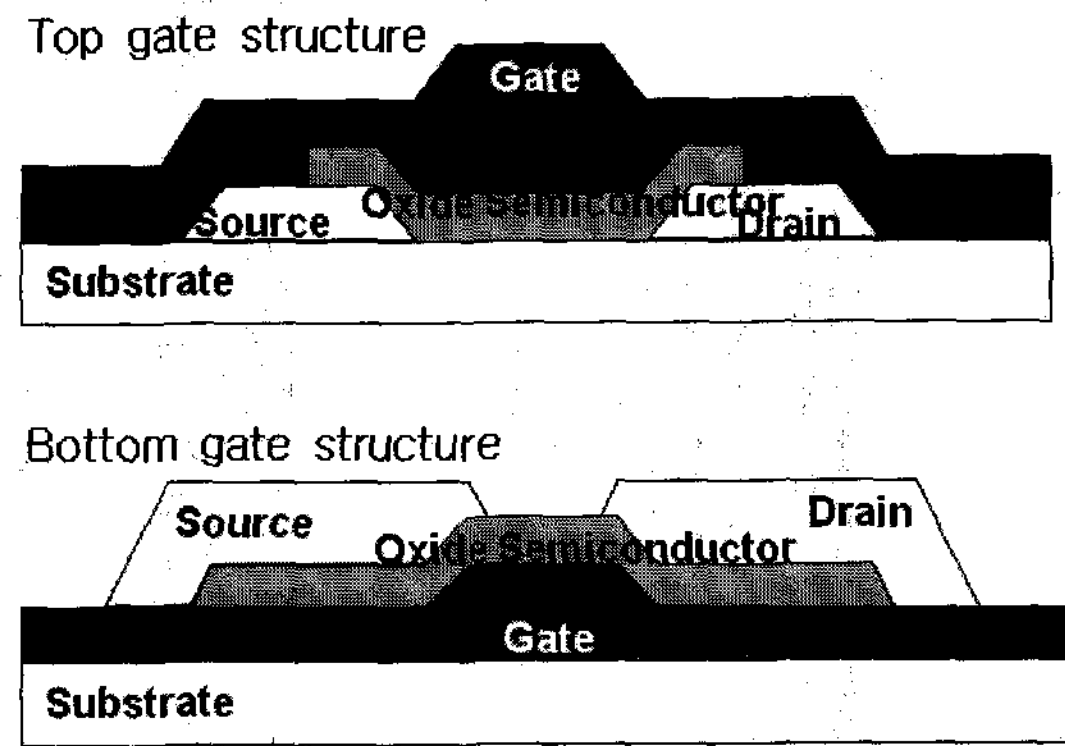 Top gate structure
Gate
Oxide Semiconductor
Source
Drain
Substrate
Bottom gate structure
Source
Drain
Oxide Semiconductor
Gate
Substrate